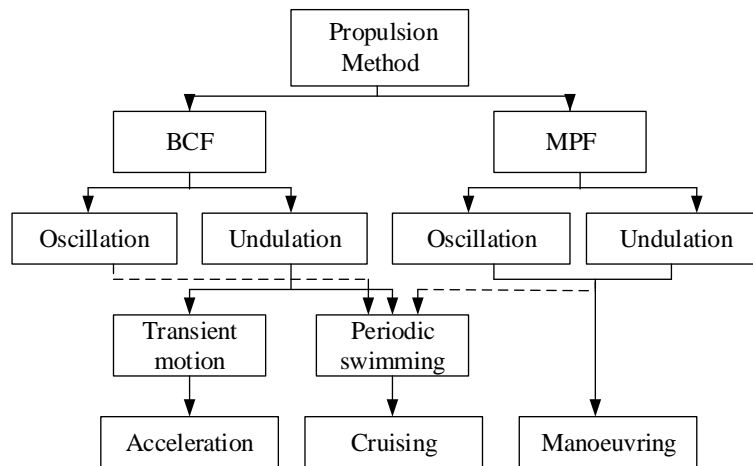 Propulsion
Method
BCF
MPF
Oscillation
Undulation
Oscillation
Undulation
Transient
motion
Periodic
swimming
Acceleration
Cruising
Manoeuvring